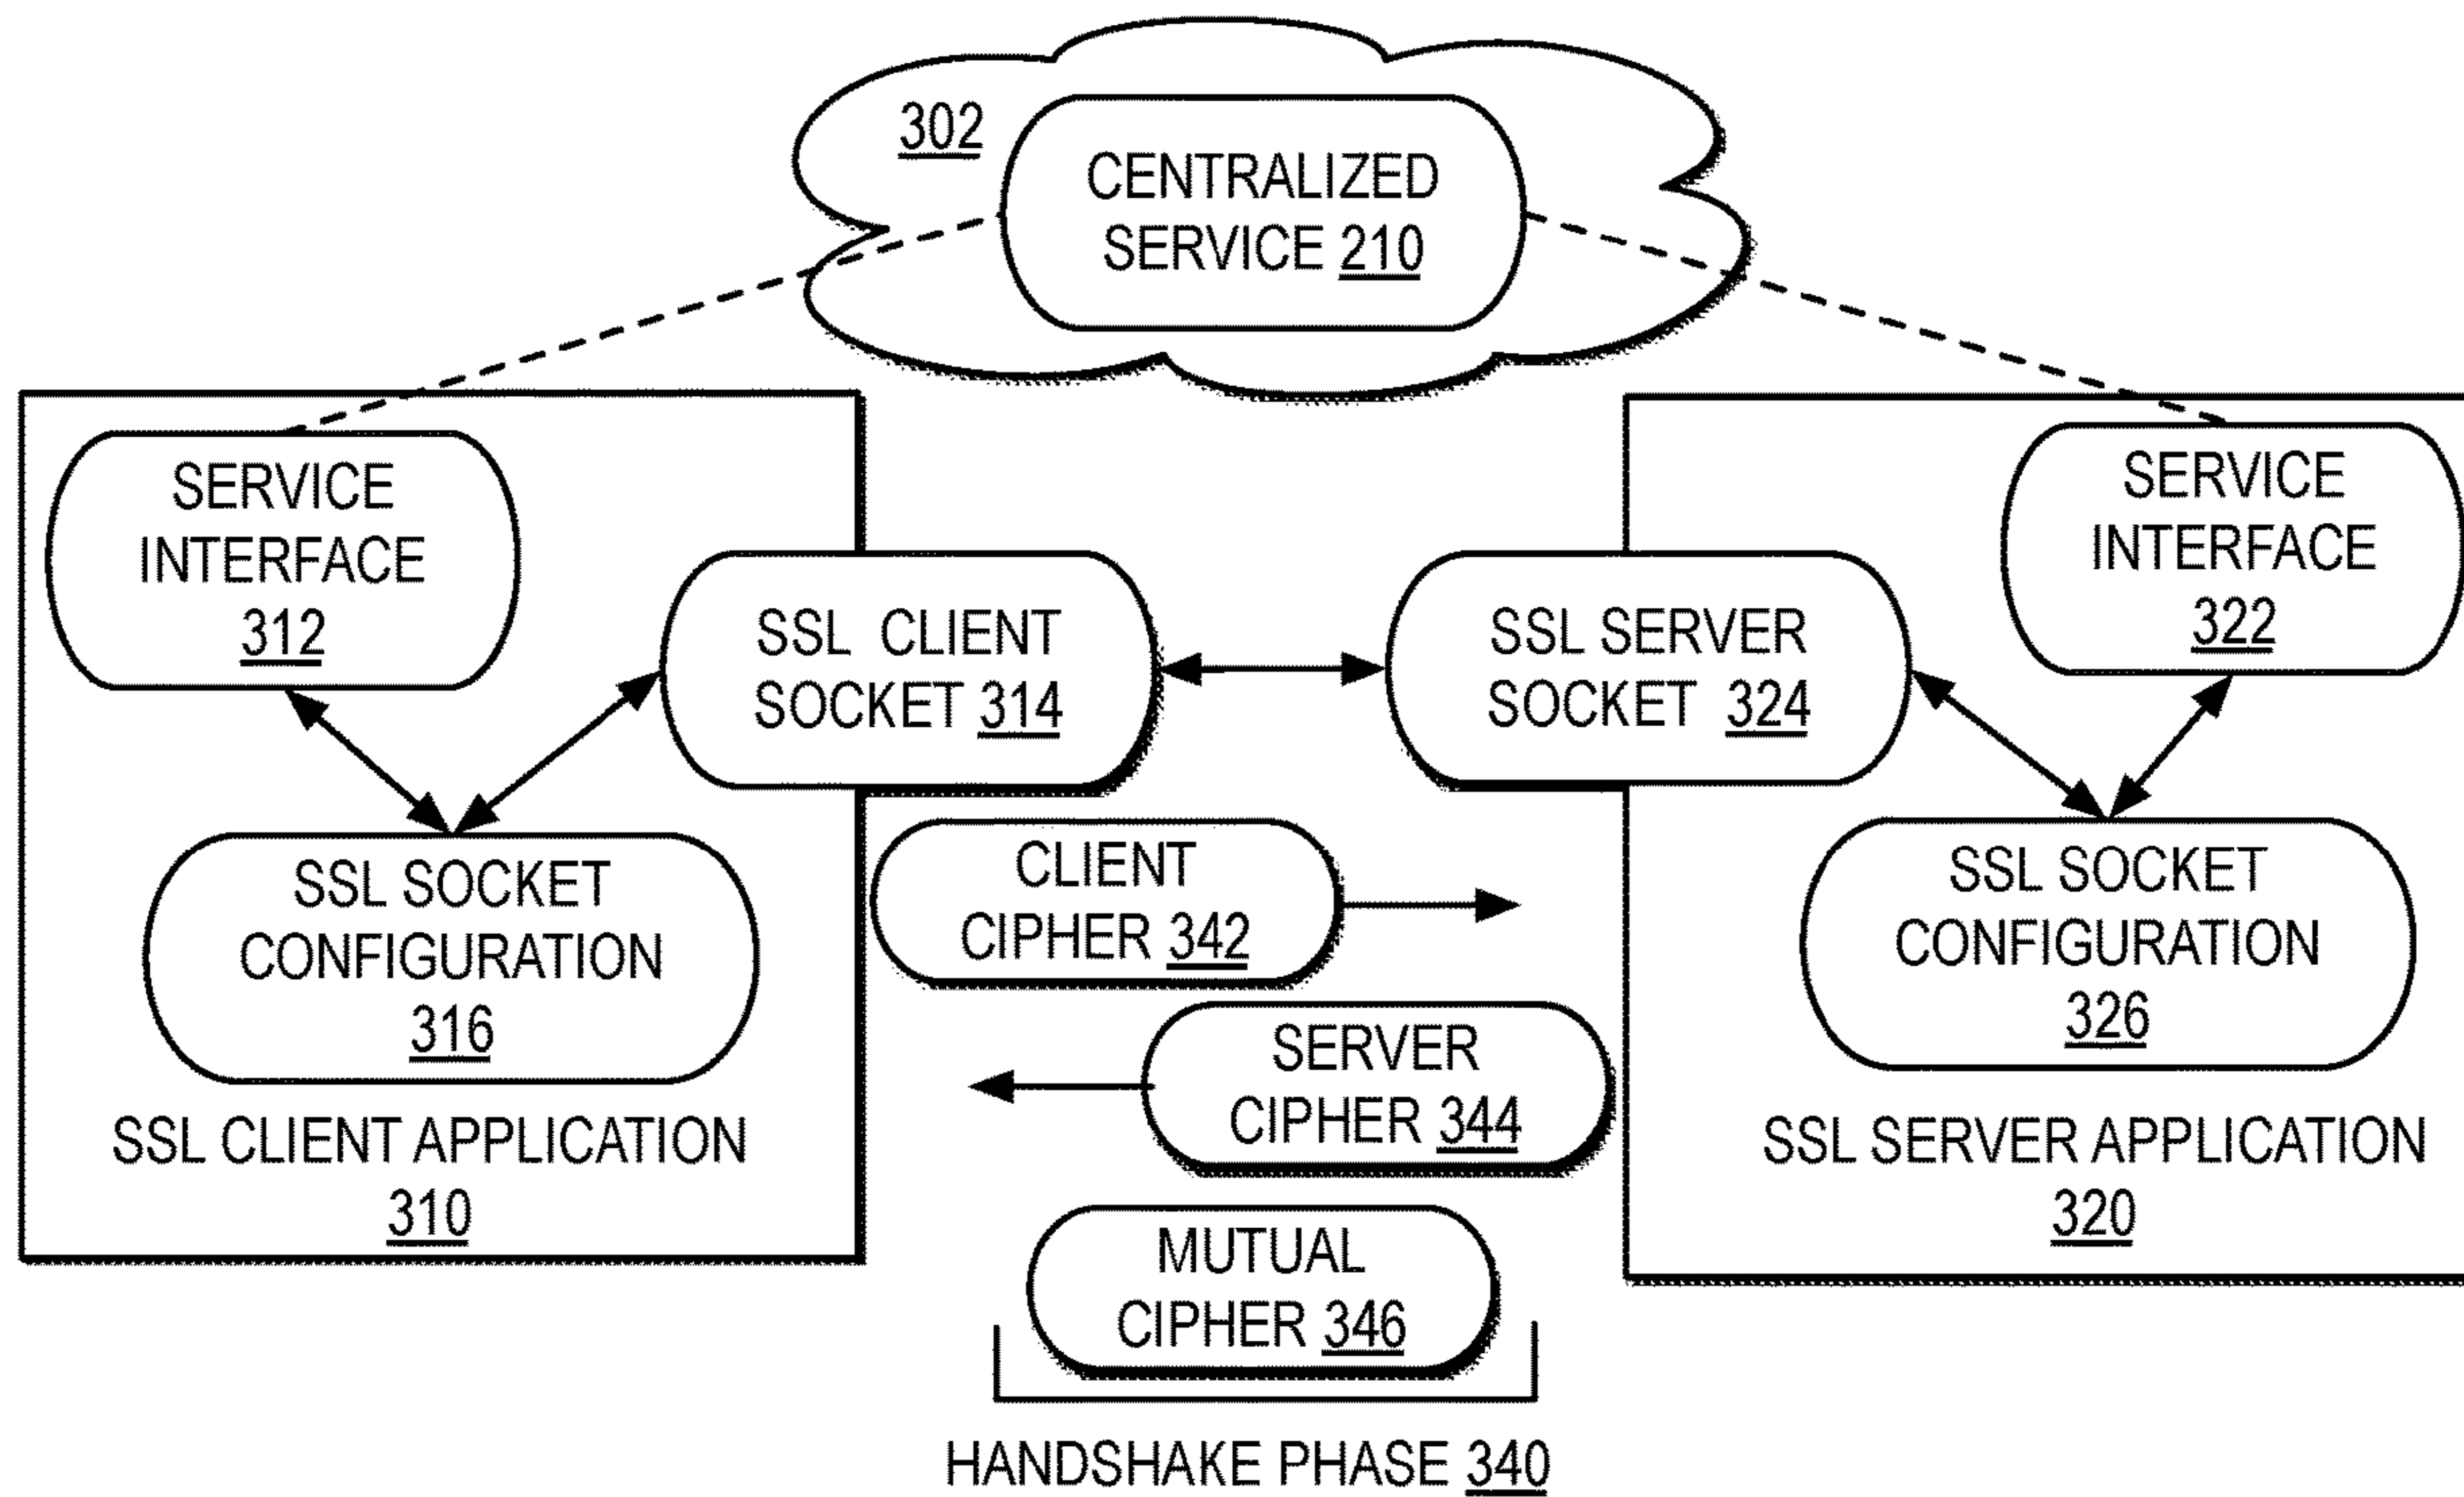 302
CENTRALIZED
SERVICE 210
SERVICE
INTERFACE
312
SSL CLIENT
SOCKET 314
SSL SERVER
SOCKET 324
SERVICE
INTERFACE
322
SSL SOCKET
CONFIGURATION
316
CLIENT
CIPHER 342
SSL SOCKET
CONFIGURATION
326
SERVER
CIPHER 344
SSL CLIENT APPLICATION
310
SSL SERVER APPLICATION
320
MUTUAL
CIPHER 346
HANDSHAKE PHASE 340